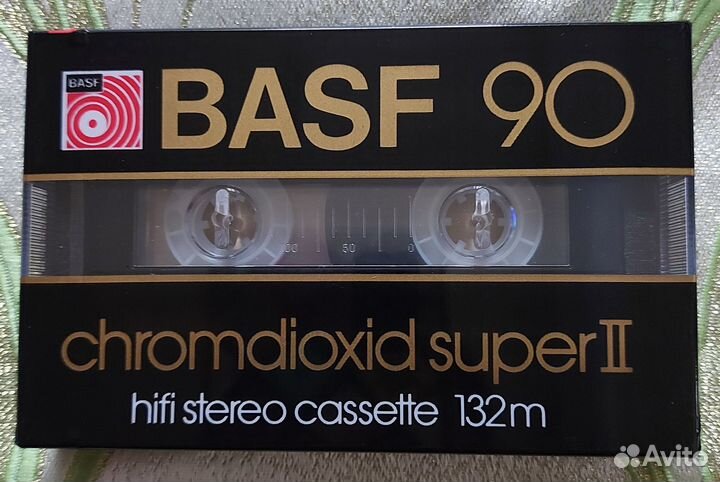 BASF
BASF 90
100 50 0
chromdioxid super II
hifi stereo cassette 132m
Avito